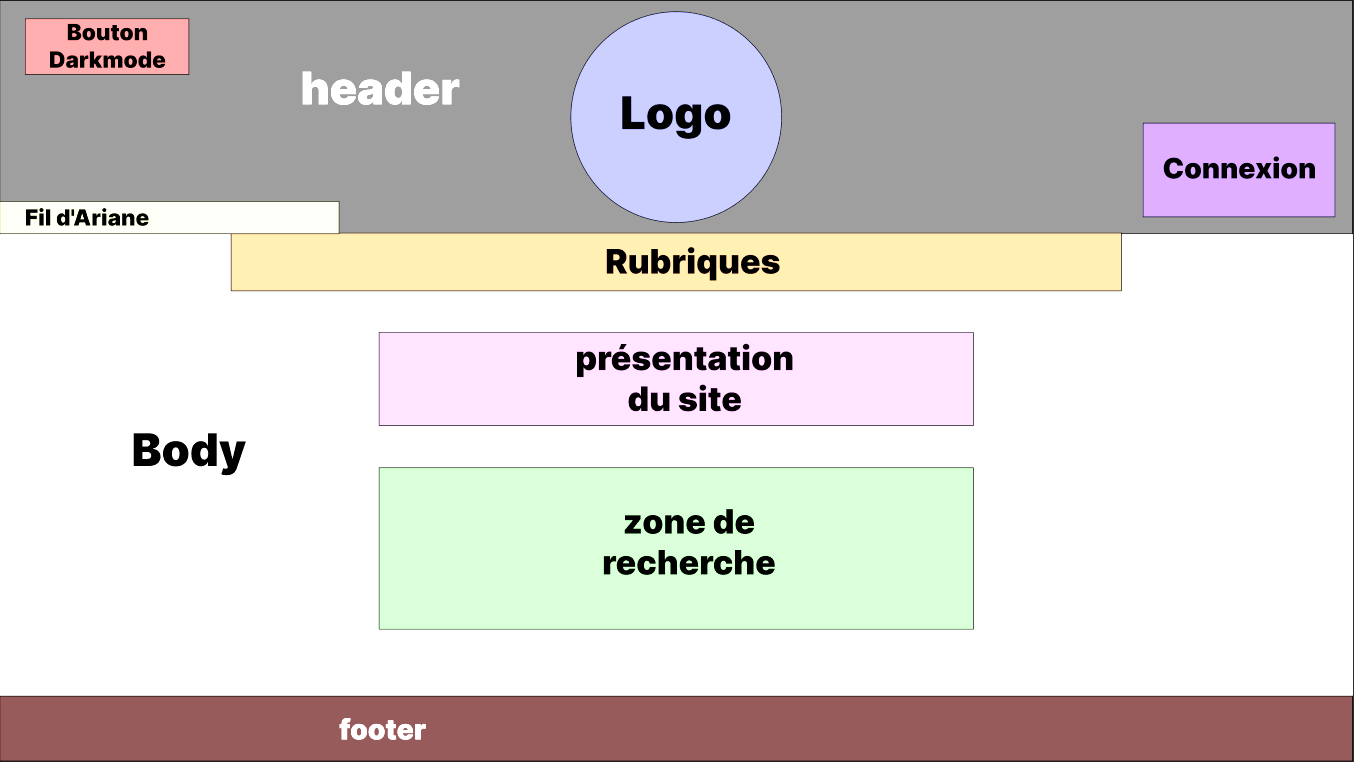 Bouton
Darkmode
header
Logo
Connexion
Fil d'Ariane
Rubriques
présentation
du site
Body
zone de
recherche
footer